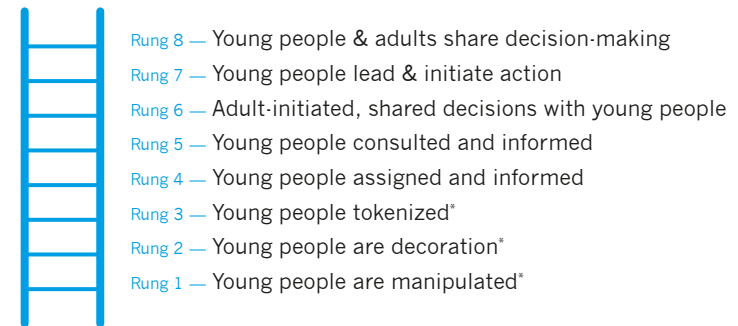 Rung 8 — Young people & adults share decision-making
Rung 7 — Young people lead & initiate action
Rung 6 — Adult-initiated, shared decisions with young people
Rung 5 — Young people consulted and informed
Rung 4 — Young people assigned and informed
Rung 3 — Young people tokenized*
Rung 2 — Young people are decoration*
Rung 1 — Young people are manipulated*